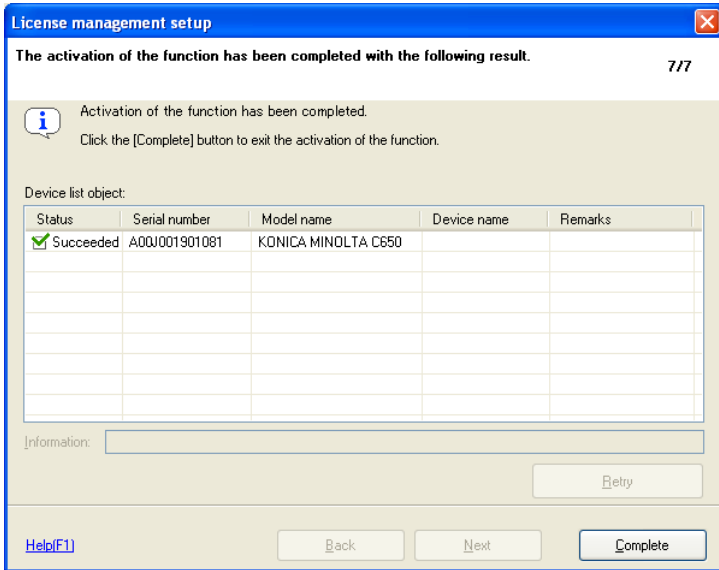 License management setup
The activation of the function has been completed with the following result.
7/7
Activation of the function has been completed.
Click the [Complete] button to exit the activation of the function.
Device list object:
Status Serial number Model name Device name Remarks
Succeeded A00J001901081 KONICA MINOLTA C650
Information:
Retry
Help(F1) Back Next Complete